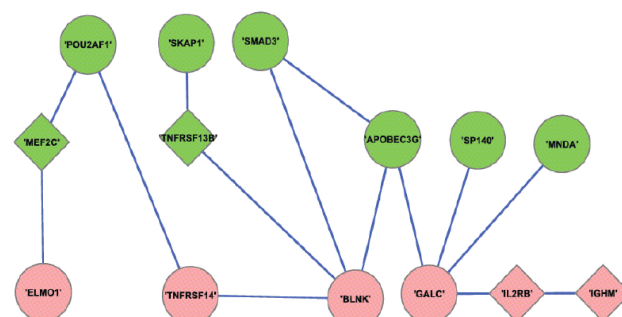 'POU2AF1'
'SKAP1'
'SMAD3'
'MEF2C'
'TNFRSF13B'
'APOBEC3G'
'SP140'
'MNDA'
'ELMO1'
'TNFRSF14'
'BLNK'
'GALC'
'IL2RB'
'IGHM'